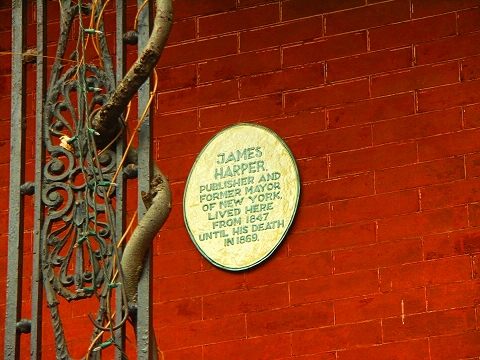 JAMES
HARPER,
PUBLISHER AND
FORMER MAYOR
OF NEW YORK,
LIVED HERE
FROM 1847
UNTIL HIS DEATH
IN 1869.